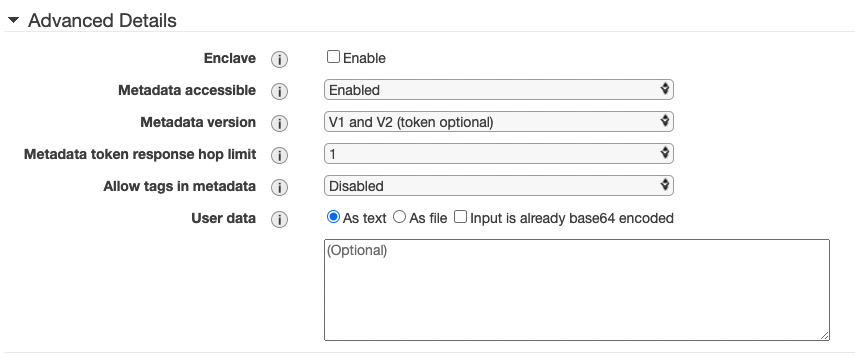 Advanced Details
Enclave i Enable
Metadata accessible i Enabled
Metadata version i V1 and V2 (token optional)
Metadata token response hop limit i 1
Allow tags in metadata i Disabled
User data i As text As file Input is already base64 encoded
(Optional)